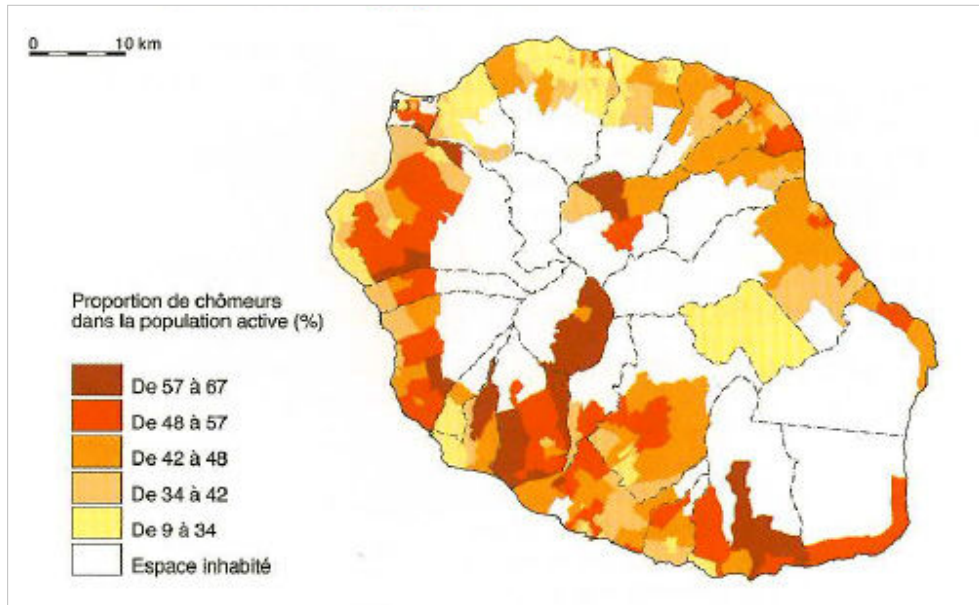 0 10 km
Proportion de chômeurs
dans la population active (%)
De 57 à 67
De 48 à 57
De 42 à 48
De 34 à 42
De 9 à 34
Espace inhabité